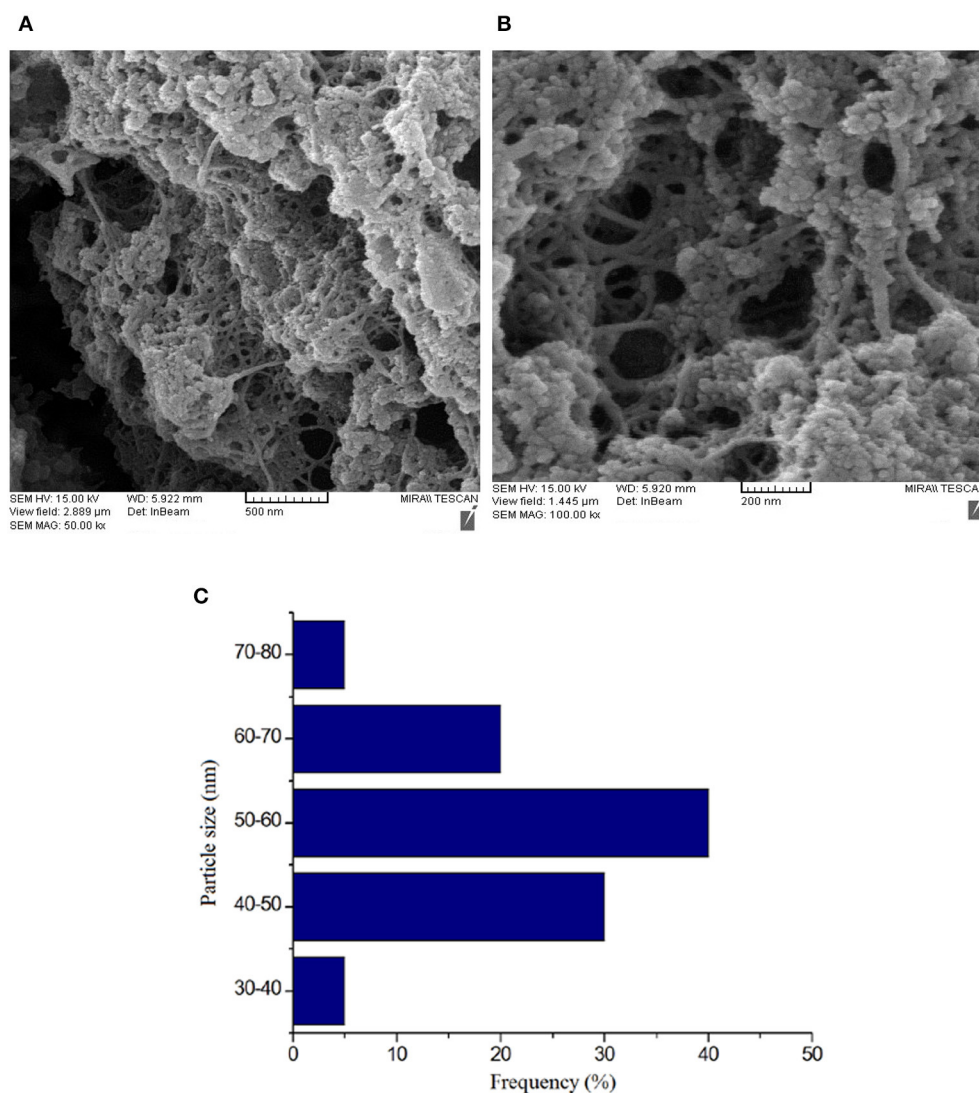 A
B
SEM HV: 15.00 kV WD: 5.922 mm MIRA\\ TESCAN
View field: 2.889 µm Det: InBeam 500 nm
SEM MAG: 50.00 kx
SEM HV: 15.00 kV WD: 5.920 mm MIRA\\ TESCA
View field: 1.445 µm Det: InBeam 200 nm
SEM MAG: 100.00 kx
C
70-80
60-70
50-60
40-50
30-40
Particle size (nm)
0 10 20 30 40 50
Frequency (%)